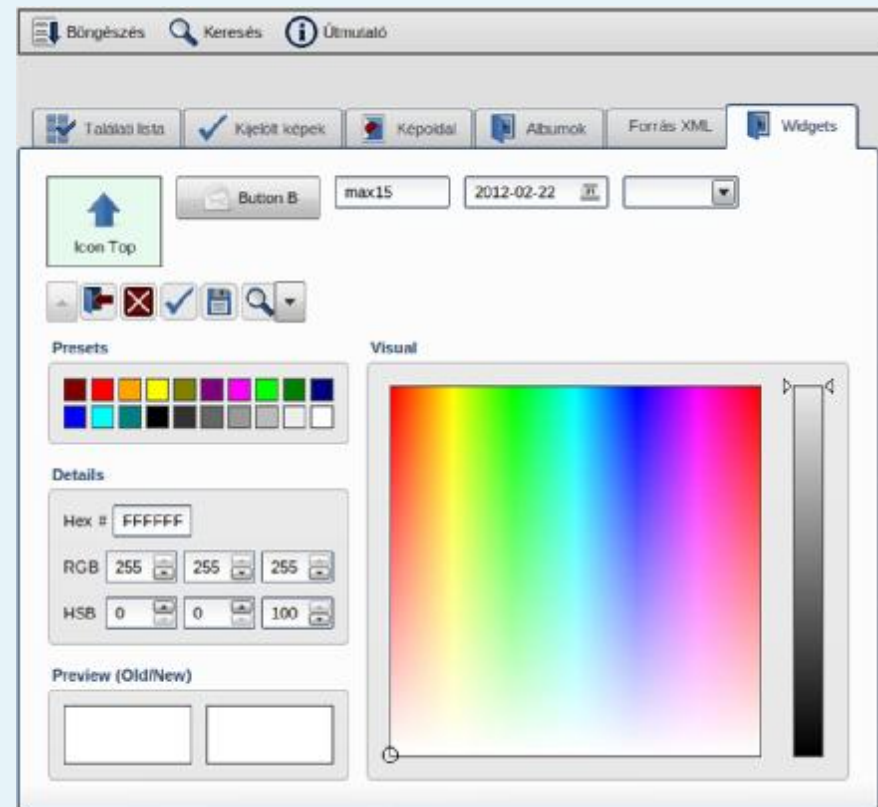 Böngészés Keresés Útmutató
Találati lista Kijelölt képek Képoldal Albumok Forrás XML Widgets
Icon Top Button B max15 2012-02-22
Presets Visual
Details
Hex # FFFFFF
RGB 255 255 255
HSB 0 0 100
Preview (Old/New)